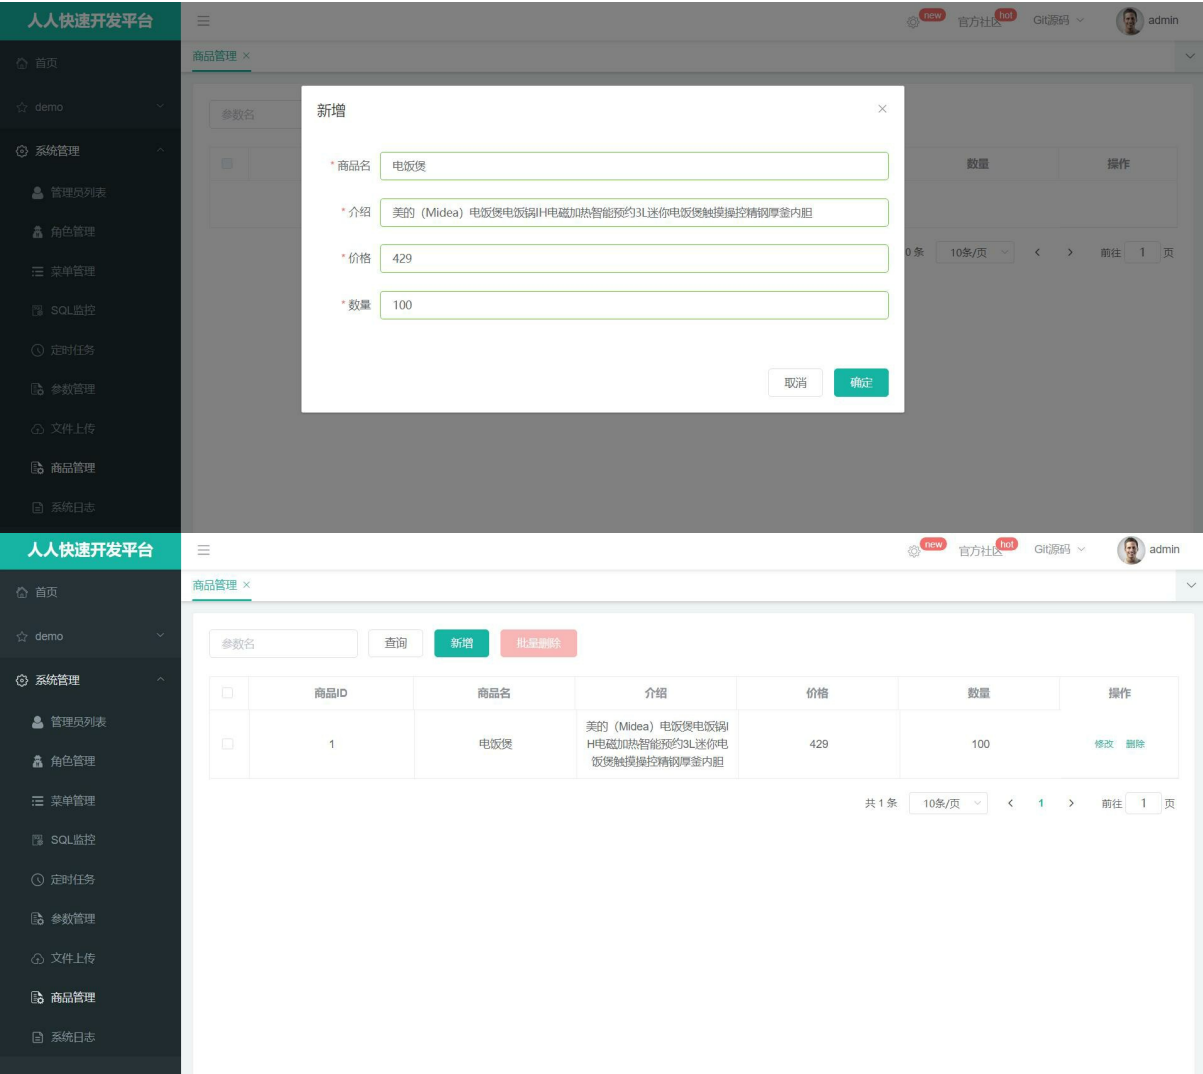 人人快速开发平台
new 官方社区 hot Git源码 admin
首页
商品管理 ×
demo
参数名
新增 ×
系统管理
* 商品名 电饭煲
数量 操作
管理员列表
* 介绍 美的（Midea）电饭煲电饭锅IH电磁加热智能预约3L迷你电饭煲触摸操控精钢厚釜内胆
角色管理
* 价格 429
0 条 10条/页 < > 前往 1 页
菜单管理
* 数量 100
SQL监控
定时任务
取消 确定
参数管理
文件上传
商品管理
系统日志
人人快速开发平台
new 官方社区 hot Git源码 admin
首页
商品管理 ×
demo
参数名 查询 新增 批量删除
系统管理
商品ID 商品名 介绍 价格 数量 操作
管理员列表
角色管理
菜单管理
SQL监控
定时任务
参数管理
文件上传
商品管理
系统日志
1 电饭煲
美的（Midea）电饭煲电饭锅I
H电磁加热智能预约3L迷你电
饭煲触摸操控精钢厚釜内胆
429 100 修改 删除
共 1 条 10条/页 < 1 > 前往 1 页